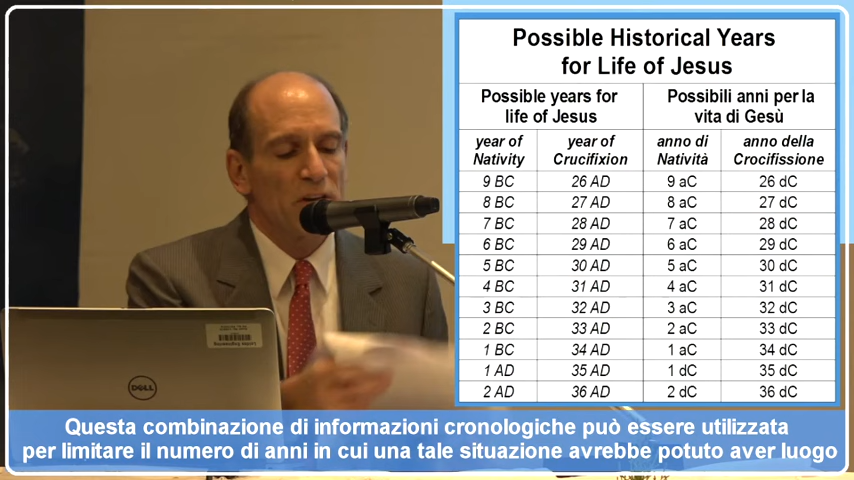 Possible Historical Years
for Life of Jesus
Possible years for
life of Jesus
Possibili anni per la
vita di Gesù
year of
Nativity
year of
Crucifixion
anno di
Natività
anno della
Crocifissione
9 BC 26 AD 9 aC 26 dC
8 BC 27 AD 8 aC 27 dC
7 BC 28 AD 7 aC 28 dC
6 BC 29 AD 6 aC 29 dC
5 BC 30 AD 5 aC 30 dC
4 BC 31 AD 4 aC 31 dC
3 BC 32 AD 3 aC 32 dC
2 BC 33 AD 2 aC 33 dC
1 BC 34 AD 1 aC 34 dC
1 AD 35 AD 1 dC 35 dC
2 AD 36 AD 2 dC 36 dC
DELL
Questa combinazione di informazioni cronologiche può essere utilizzata
per limitare il numero di anni in cui una tale situazione avrebbe potuto aver luogo